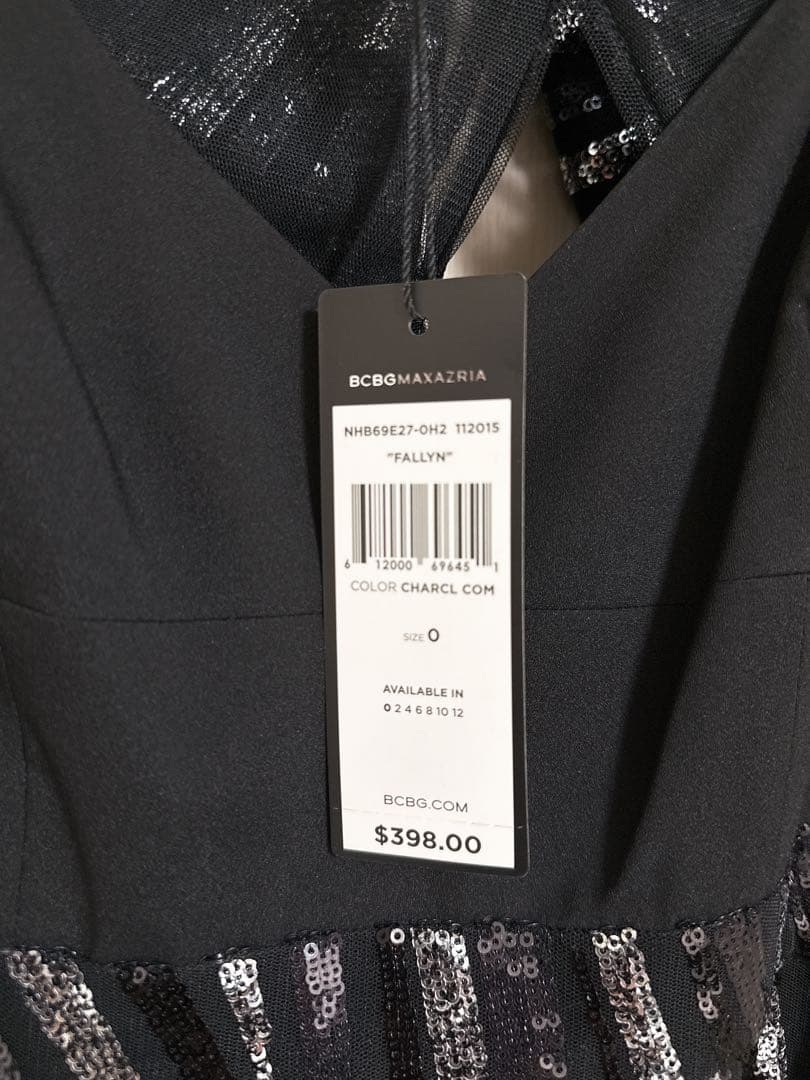 BCBGMAXAZRIA
NHB69E27-0H2 112015
"FALLYN"
6 12000 69645 1
COLOR CHARCL COM
SIZE 0
AVAILABLE IN
0 2 4 6 8 10 12
BCBG.COM
$398.00